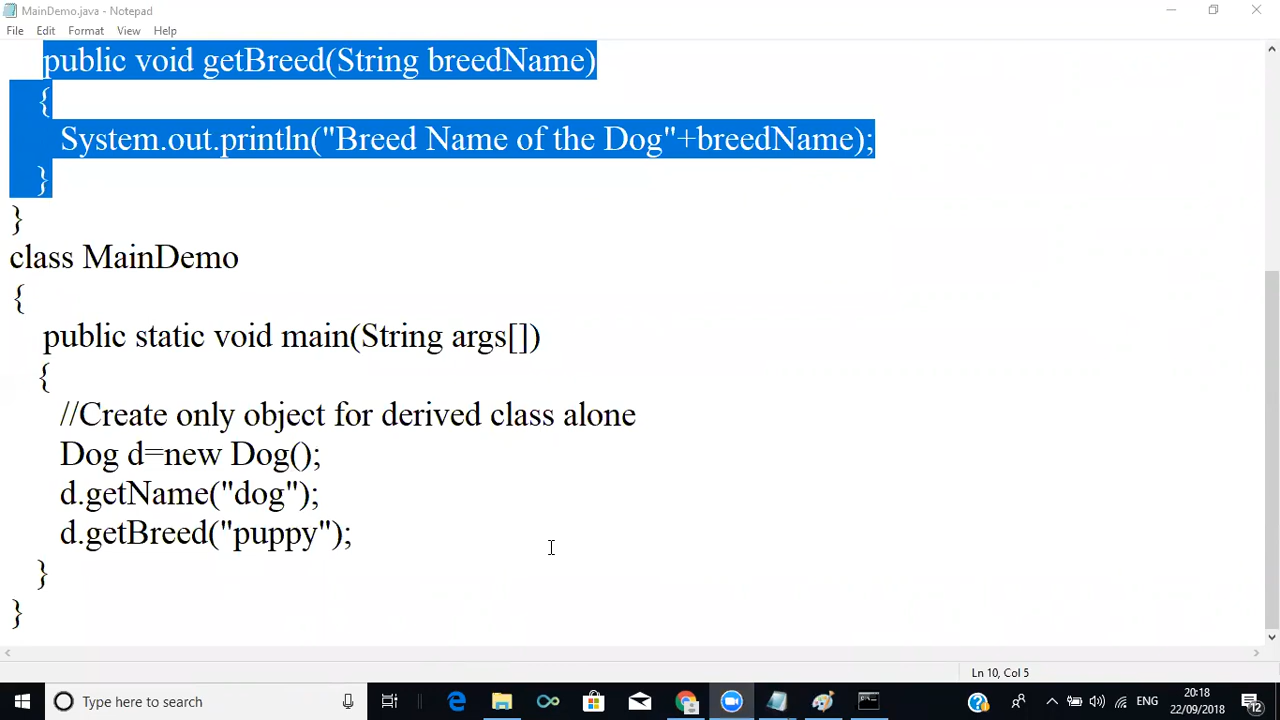 MainDemo.java - Notepad
File Edit Format View Help
public void getBreed(String breedName)
{
System.out.println("Breed Name of the Dog"+breedName);
}
}
class MainDemo
{
public static void main(String args[])
{
//Create only object for derived class alone
Dog d=new Dog();
d.getName("dog");
d.getBreed("puppy");
}
}
Ln 10, Col 5
Type here to search
ENG
20:18
22/09/2018
12